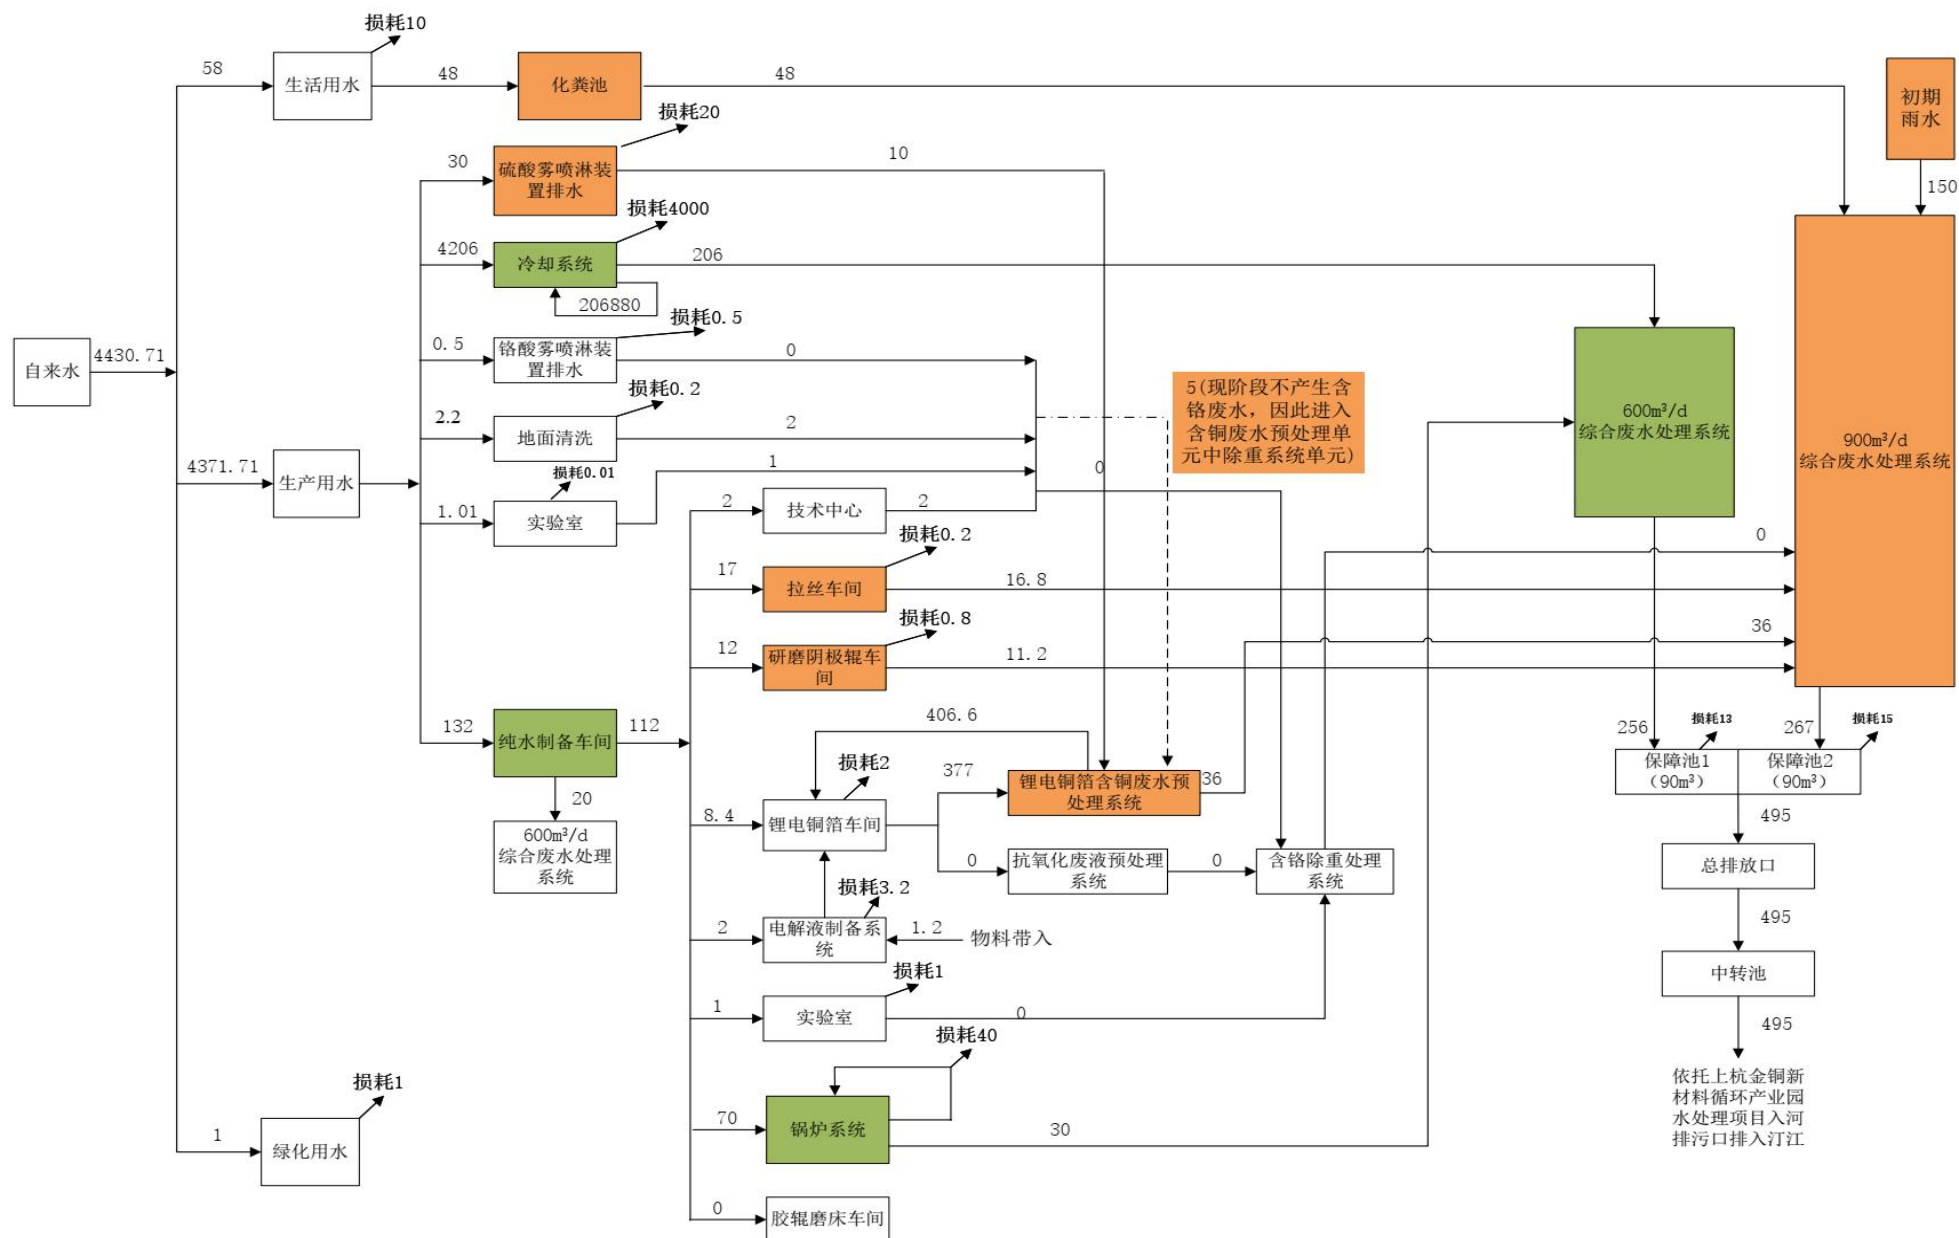 损耗10
58
生活用水
48
化粪池
48
初期
雨水
150
损耗20
30
硫酸雾喷淋装
置排水
10
损耗4000
4206
冷却系统
206
206880
损耗0.5
自来水
4430.71
0.5
铬酸雾喷淋装
置排水
0
损耗0.2
2.2
地面清洗
2
5(现阶段不产生含
铬废水，因此进入
含铜废水预处理单
元中除重系统单元)
600m³/d
综合废水处理系统
900m³/d
综合废水处理系统
4371.71
生产用水
损耗0.01
1.01
实验室
1
0
2
技术中心
2
损耗0.2
17
拉丝车间
16.8
0
损耗0.8
12
研磨阴极辊车
间
11.2
36
132
纯水制备车间
112
20
600m³/d
综合废水处理
系统
406.6
损耗2
8.4
锂电铜箔车间
377
锂电铜箔含铜废水预
处理系统
36
0
抗氧化废液预处理
系统
0
含铬除重处理
系统
256
损耗13
267
损耗15
保障池1
（90m³）
保障池2
（90m³）
495
总排放口
495
中转池
495
依托上杭金铜新
材料循环产业园
水处理项目入河
排污口排入汀江
损耗3.2
2
电解液制备系
统
1.2
物料带入
损耗1
1
实验室
0
损耗40
70
锅炉系统
30
0
胶辊磨床车间
损耗1
1
绿化用水